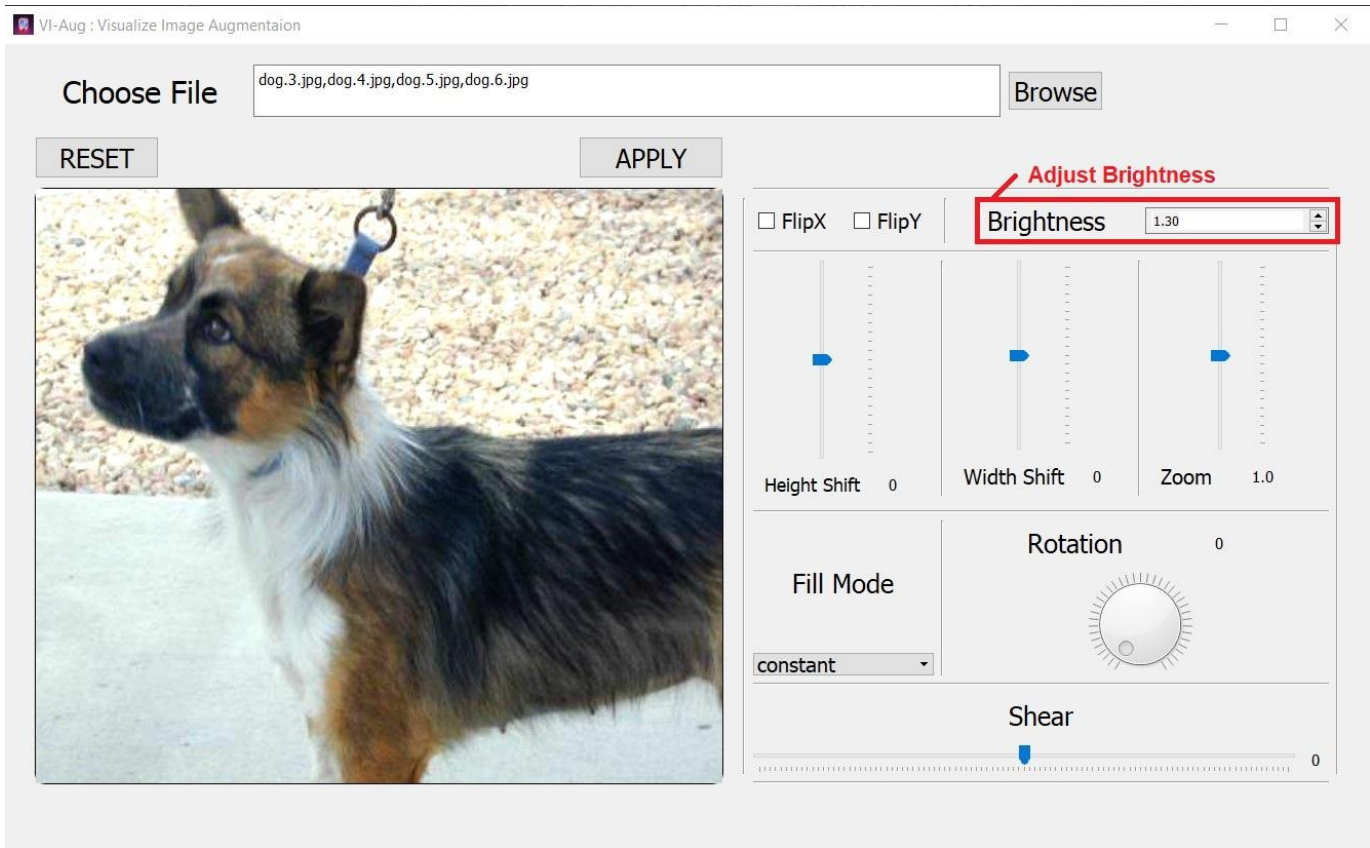 VI-Aug : Visualize Image Augmentaion
Choose File
dog.3.jpg,dog.4.jpg,dog.5.jpg,dog.6.jpg
Browse
RESET
APPLY
Adjust Brightness
FlipX
FlipY
Brightness
1.30
Height Shift 0
Width Shift 0
Zoom 1.0
Fill Mode
constant
Rotation 0
Shear
0